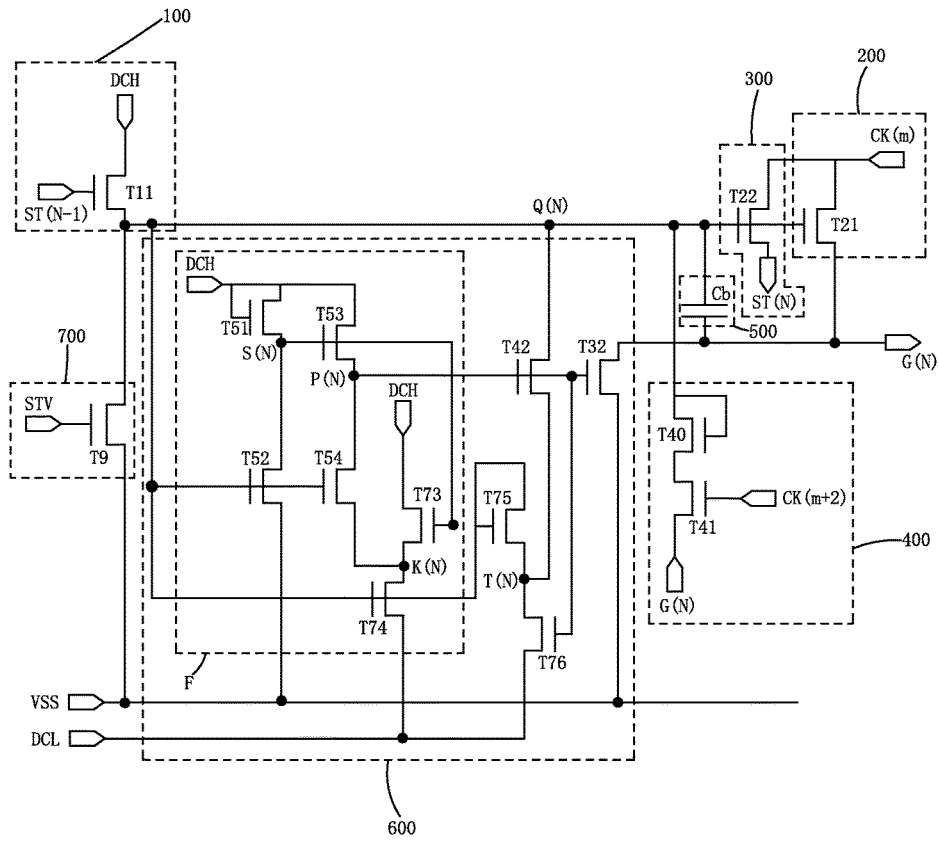 100
DCH
T11
ST(N-1)
300
200
CK(m)
T22
T21
Q(N)
ST(N)
Cb
500
G(N)
DCH
T51
T53
S(N)
P(N)
T42
T32
DCH
700
STV
T9
T52
T54
T73
T75
T40
CK(m+2)
T41
400
K(N)
T(N)
G(N)
T74
T76
F
VSS
DCL
600